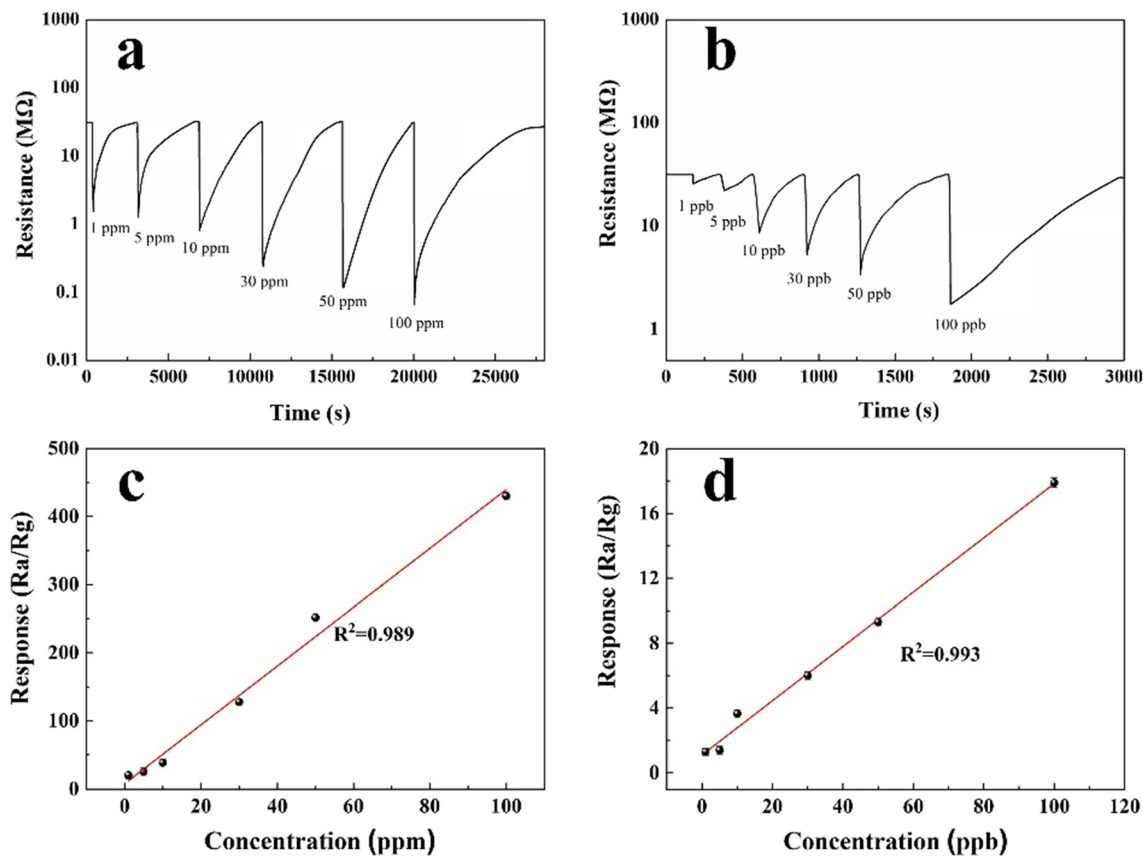 a
1000
100
10
1
0.1
0.01
Resistance (MΩ)
1 ppm
5 ppm
10 ppm
30 ppm
50 ppm
100 ppm
0 5000 10000 15000 20000 25000
Time (s)
b
1000
100
10
1
Resistance (MΩ)
1 ppb
5 ppb
10 ppb
30 ppb
50 ppb
100 ppb
0 500 1000 1500 2000 2500 3000
Time (s)
c
500
400
300
200
100
0
Response (Ra/Rg)
R²=0.989
0 20 40 60 80 100
Concentration (ppm)
d
20
16
12
8
4
0
Response (Ra/Rg)
R²=0.993
0 20 40 60 80 100 120
Concentration (ppb)